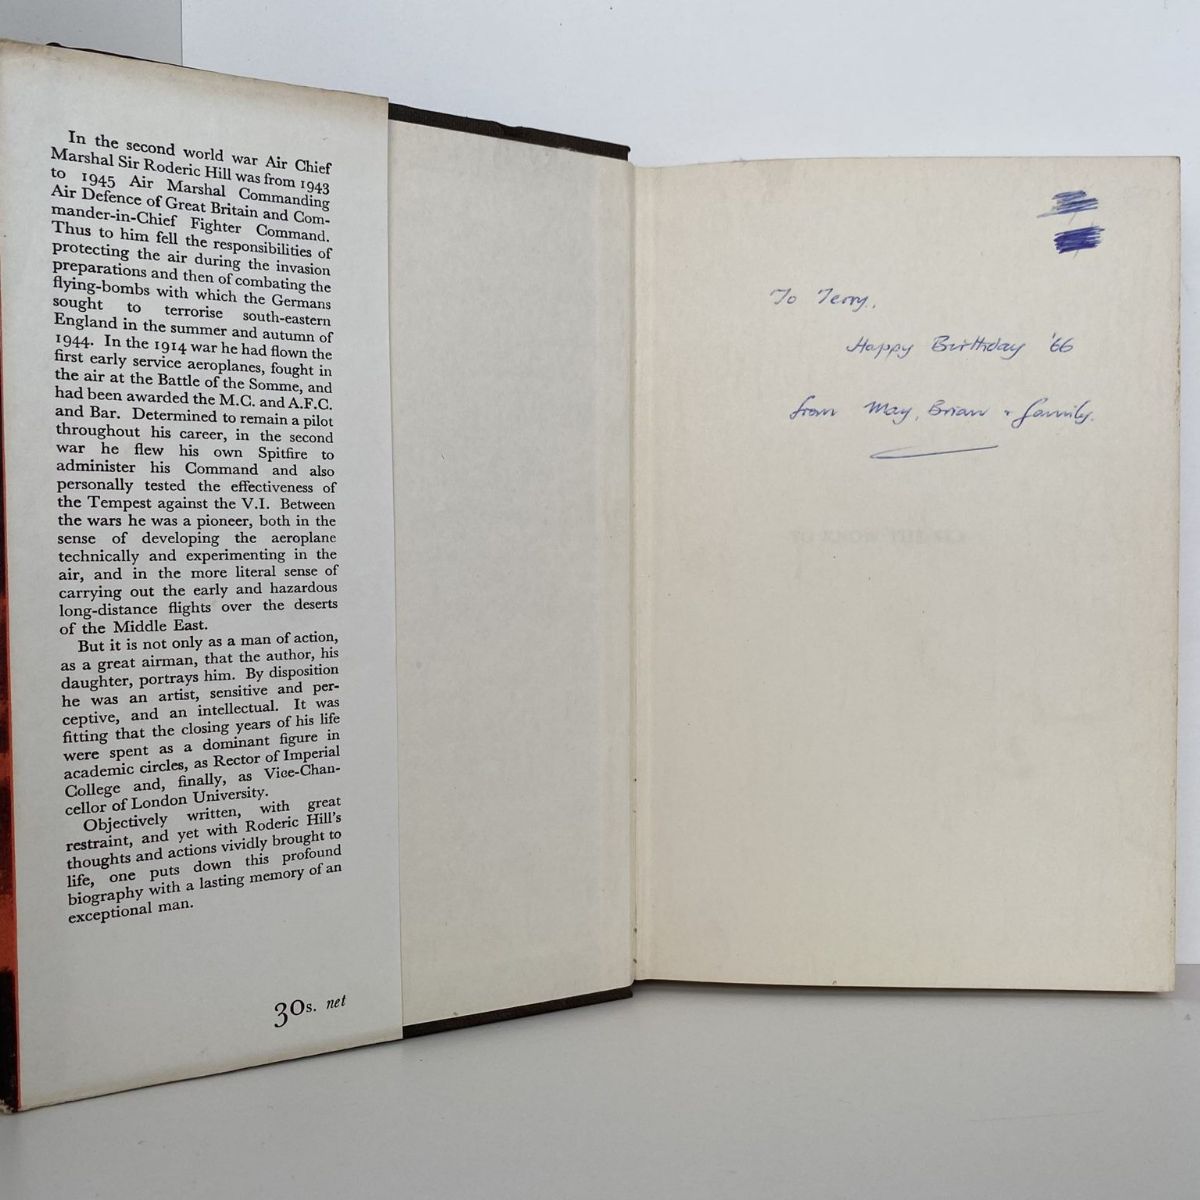 In the second world war Air Chief
Marshal Sir Roderic Hill was from 1943
to 1945 Air Marshal Commanding
Air Defence of Great Britain and Com-
mander-in-Chief Fighter Command.
Thus to him fell the responsibilities of
protecting the air during the invasion
preparations and then of combating the
flying-bombs with which the Germans
sought to terrorise south-eastern
England in the summer and autumn of
1944. In the 1914 war he had flown the
first early service aeroplanes, fought in
the air at the Battle of the Somme, and
had been awarded the M.C. and A.F.C.
and Bar. Determined to remain a pilot
throughout his career, in the second
war he flew his own Spitfire to
administer his Command and also
personally tested the effectiveness of
the Tempest against the V.I. Between
the wars he was a pioneer, both in the
sense of developing the aeroplane
technically and experimenting in the
air, and in the more literal sense of
carrying out the early and hazardous
long-distance flights over the deserts
of the Middle East.
But it is not only as a man of action,
as a great airman, that the author, his
daughter, portrays him. By disposition
he was an artist, sensitive and per-
ceptive, and an intellectual. It was
fitting that the closing years of his life
were spent as a dominant figure in
academic circles, as Rector of Imperial
College and, finally, as Vice-Chan-
cellor of London University.
Objectively written, with great
restraint, and yet with Roderic Hill's
thoughts and actions vividly brought to
life, one puts down this profound
biography with a lasting memory of an
exceptional man.
30s. net
To Terry,
Happy Birthday '66
from May, Brian + family.